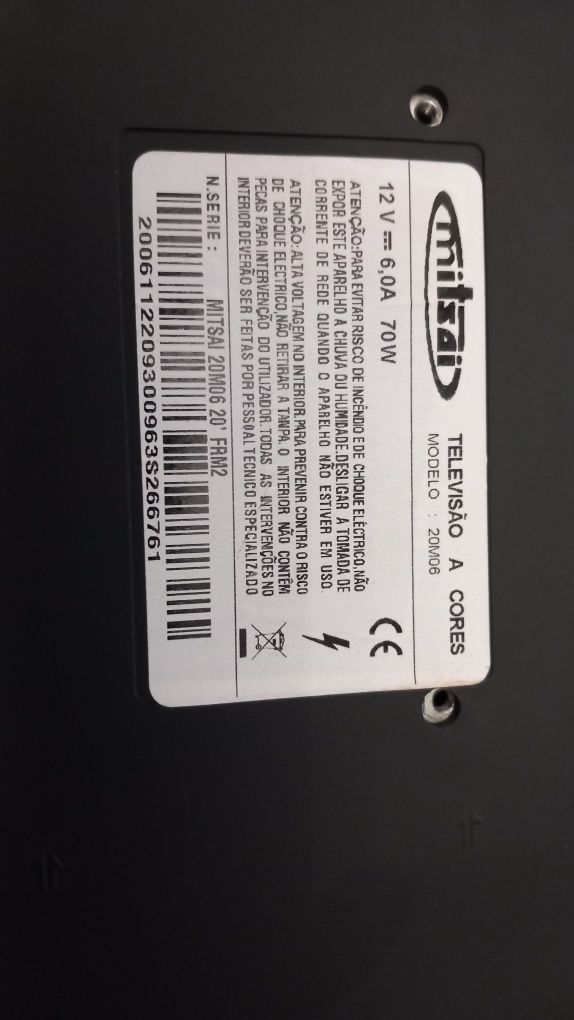 mitsai TELEVISÃO A CORES
MODELO : 20M06
12 V 6,0A 70W
ATENÇÃO:PARA EVITAR RISCO DE INCÊNDIO E DE CHOQUE ELÉCTRICO,NÃO
EXPOR ESTE APARELHO A CHUVA OU HUMIDADE.DESLIGAR A TOMADA DE
CORRENTE DE REDE QUANDO O APARELHO NÃO ESTIVER EM USO.
ATENÇÃO: ALTA VOLTAGEM NO INTERIOR.PARA PREVENIR CONTRA O RISCO
DE CHOQUE ELECTRICO,NÃO RETIRAR A TAMPA. O INTERIOR NÃO CONTÉM
PEÇAS PARA INTERVENÇÃO DO UTILIZADOR.TODAS AS INTERVENÇÕES NO
INTERIOR DEVERÃO SER FEITAS POR PESSOAL TECNICO ESPECIALIZADO
N.SERIE : MITSAI 20M06 20' FRM2
2006112209300963S266761